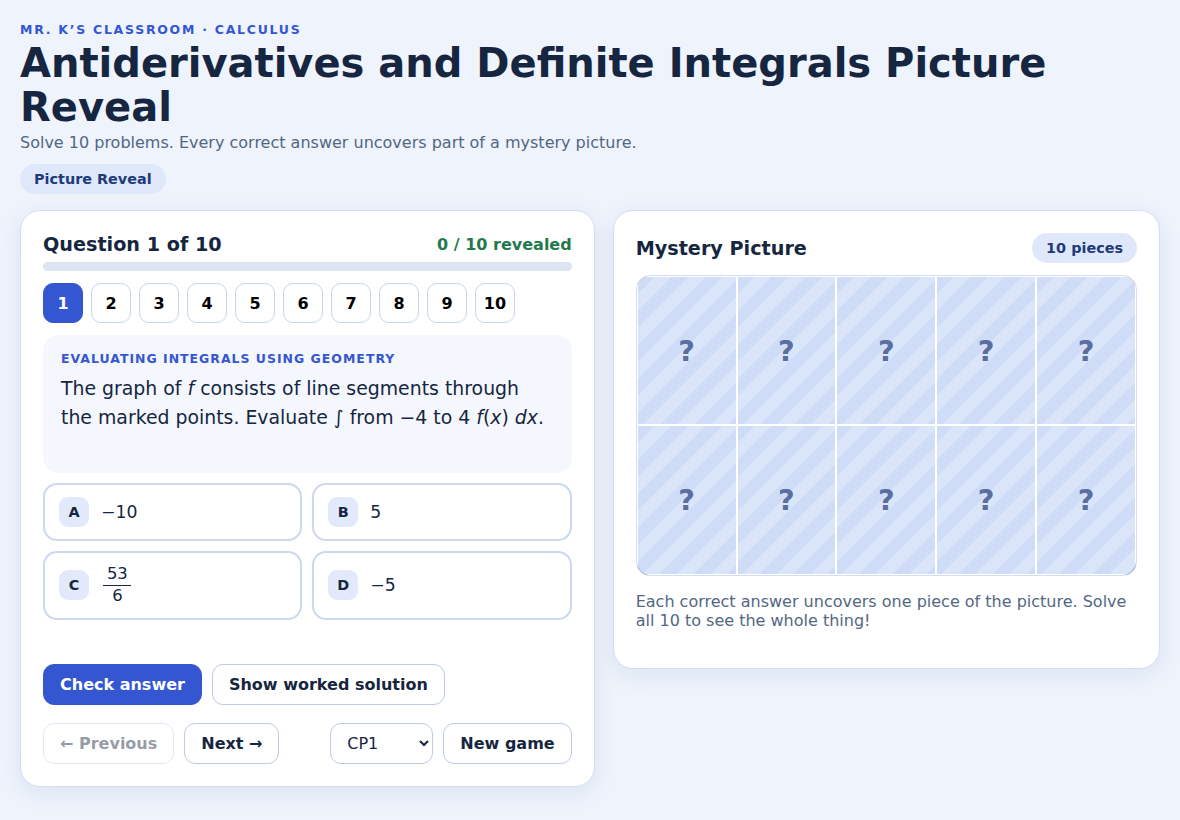 MR. K’S CLASSROOM · CALCULUS
Antiderivatives and Definite Integrals Picture
Reveal
Solve 10 problems. Every correct answer uncovers part of a mystery picture.
Picture Reveal
Question 1 of 10
0 / 10 revealed
1 2 3 4 5 6 7 8 9 10
EVALUATING INTEGRALS USING GEOMETRY
The graph of f consists of line segments through
the marked points. Evaluate ∫ from −4 to 4 f(x) dx.
A −10
B 5
C 53/6
D −5
Check answer
Show worked solution
← Previous
Next →
CP1
New game
Mystery Picture
10 pieces
? ? ? ? ?
? ? ? ? ?
Each correct answer uncovers one piece of the picture. Solve
all 10 to see the whole thing!